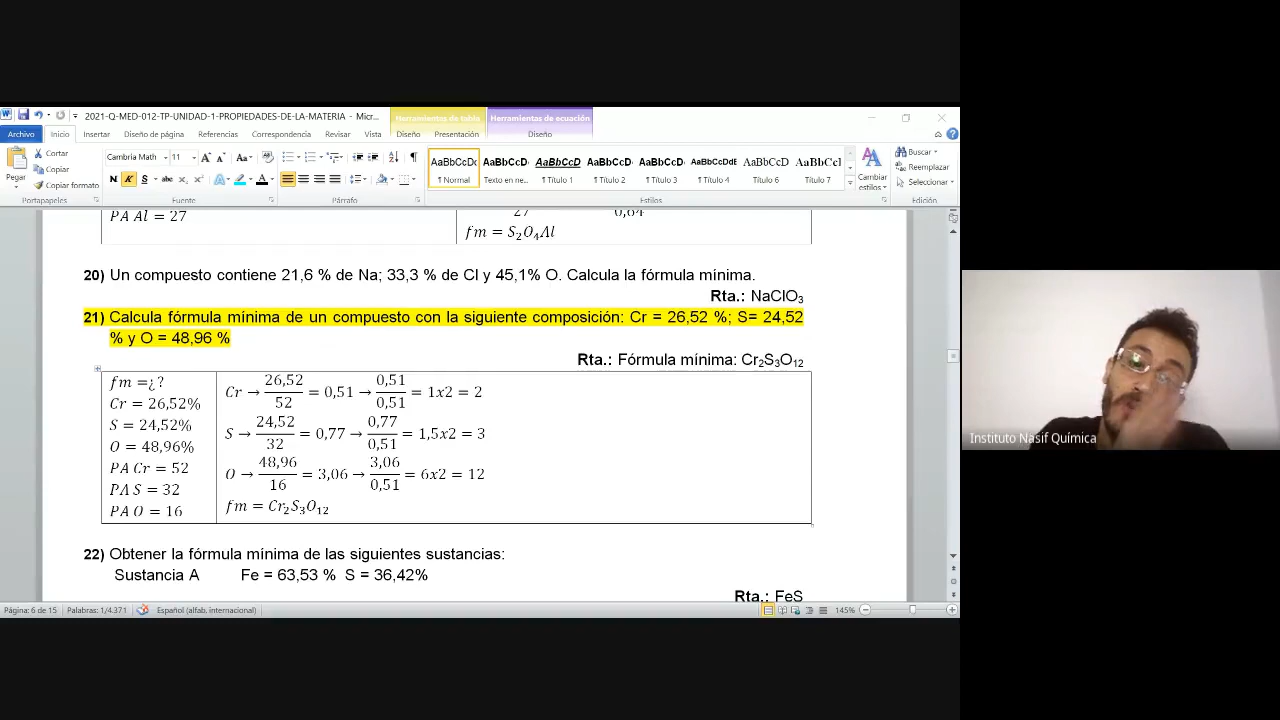 2021-Q-MED-012-TP-UNIDAD-1-PROPIEDADES-DE-LA-MATERIA - Micr...
Herramientas de tabla
Herramientas de ecuación
Archivo Inicio Insertar Diseño de página Referencias Correspondencia Revisar Vista Diseño Presentación Diseño
Pegar
Cortar
Copiar
Copiar formato
Portapapeles
Cambria Math 11
N K S abc x₂ x²
Fuente
Párrafo
AaBbCcDc AaBbCcD AaBbCcD AaBbCcD AaBbCcD AaBbCcDdE AaBbCcDd AaBbCcI
¶ Normal Texto en ne... ¶ Título 1 ¶ Título 2 ¶ Título 3 ¶ Título 4 Título 6 Título 7
Cambiar estilos
Estilos
Buscar
Reemplazar
Seleccionar
Edición
PA Al = 27
27 0,64
fm = S₂O₄Al
20) Un compuesto contiene 21,6 % de Na; 33,3 % de Cl y 45,1% O. Calcula la fórmula mínima.
Rta.: NaClO₃
21) Calcula fórmula mínima de un compuesto con la siguiente composición: Cr = 26,52 %; S= 24,52
% y O = 48,96 %
Rta.: Fórmula mínima: Cr₂S₃O₁₂
fm =¿?
Cr = 26,52%
S = 24,52%
O = 48,96%
PA Cr = 52
PA S = 32
PA O = 16
Cr → 26,52/52 = 0,51 → 0,51/0,51 = 1x2 = 2
S → 24,52/32 = 0,77 → 0,77/0,51 = 1,5x2 = 3
O → 48,96/16 = 3,06 → 3,06/0,51 = 6x2 = 12
fm = Cr₂S₃O₁₂
22) Obtener la fórmula mínima de las siguientes sustancias:
Sustancia A Fe = 63,53 % S = 36,42%
Rta.: FeS
Página: 6 de 15 Palabras: 1/4.371 Español (alfab, internacional) 145%
Instituto Nasif Química